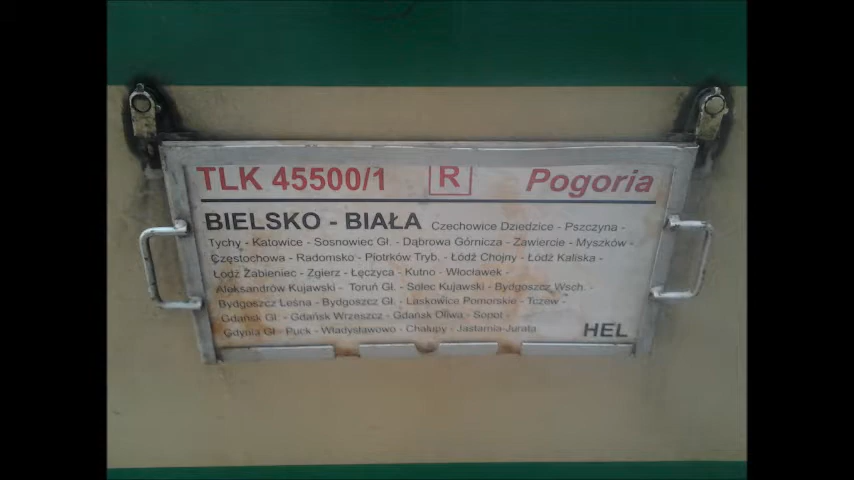 TLK 45500/1 R Pogoria
BIELSKO - BIAŁA Czechowice Dziedzice - Pszczyna -
Tychy - Katowice - Sosnowiec Gł. - Dąbrowa Górnicza - Zawiercie - Myszków -
Częstochowa - Radomsko - Piotrków Tryb. - Łódź Chojny - Łódź Kaliska -
Łodź Żabieniec - Zgierz - Łęczyca - Kutno - Włocławek -
Aleksandrów Kujawski - Toruń Gł. - Solec Kujawski - Bydgoszcz Wsch. -
Bydgoszcz Leśna - Bydgoszcz Gł. - Laskowice Pomorskie - Tczew -
Gdańsk Gł. - Gdańsk Wrzeszcz - Gdańsk Oliwa - Sopot -
Gdynia Gł - Puck - Władysławowo - Chałupy - Jastarnia-Jurata HEL